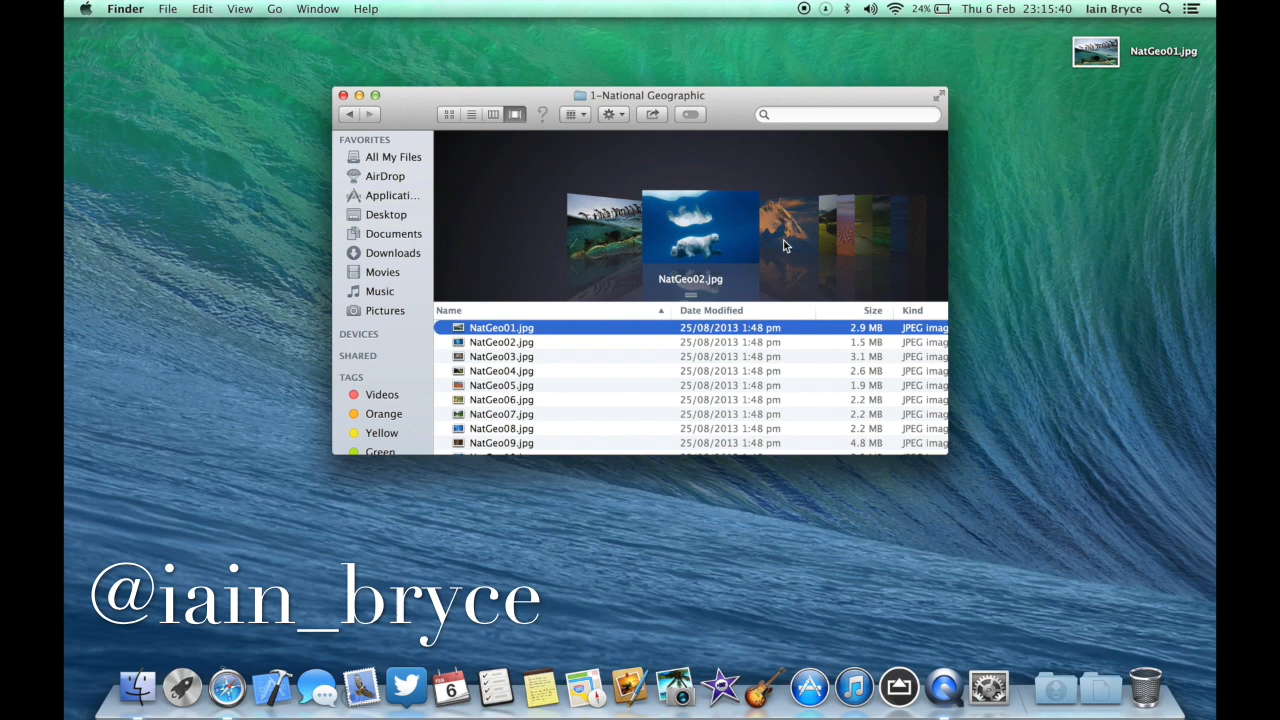 Finder File Edit View Go Window Help 24% Thu 6 Feb 23:15:40 Iain Bryce
NatGeo01.jpg
1-National Geographic
FAVORITES
All My Files
AirDrop
Applicati...
Desktop
Documents
Downloads
Movies
Music
Pictures
DEVICES
SHARED
TAGS
Videos
Orange
Yellow
Green
NatGeo02.jpg
Name Date Modified Size Kind
NatGeo01.jpg 25/08/2013 1:48 pm 2.9 MB JPEG imag
NatGeo02.jpg 25/08/2013 1:48 pm 1.5 MB JPEG imag
NatGeo03.jpg 25/08/2013 1:48 pm 3.1 MB JPEG imag
NatGeo04.jpg 25/08/2013 1:48 pm 2.6 MB JPEG imag
NatGeo05.jpg 25/08/2013 1:48 pm 1.9 MB JPEG imag
NatGeo06.jpg 25/08/2013 1:48 pm 2.2 MB JPEG imag
NatGeo07.jpg 25/08/2013 1:48 pm 2.2 MB JPEG imag
NatGeo08.jpg 25/08/2013 1:48 pm 2.2 MB JPEG imag
NatGeo09.jpg 25/08/2013 1:48 pm 4.8 MB JPEG imag
@iain_bryce
6